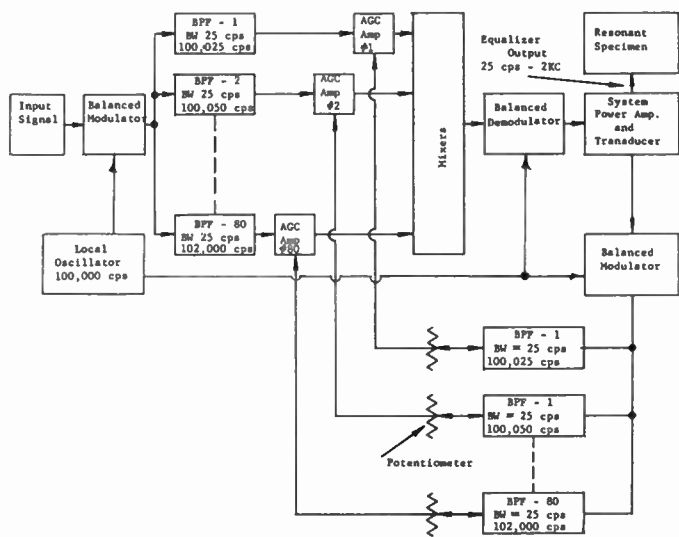 BPF - 1
BW 25 cps
100,025 cps
AGC
Amp
#1
Equalizer
Output
25 cps - 2KC
Resonant
Specimen
Input
Signal
Balanced
Modulator
BPF - 2
BW 25 cps
100,050 cps
AGC
Amp
#2
Mixers
Balanced
Demodulator
System
Power Amp.
and
Transducer
BPF - 80
BW 25 cps
102,000 cps
AGC
Amp
#80
Local
Oscillator
100,000 cps
Balanced
Modulator
BPF - 1
BW = 25 cps
100,025 cps
BPF - 1
BW = 25 cps
100,050 cps
Potentiometer
BPF - 80
BW = 25 cps
102,000 cps